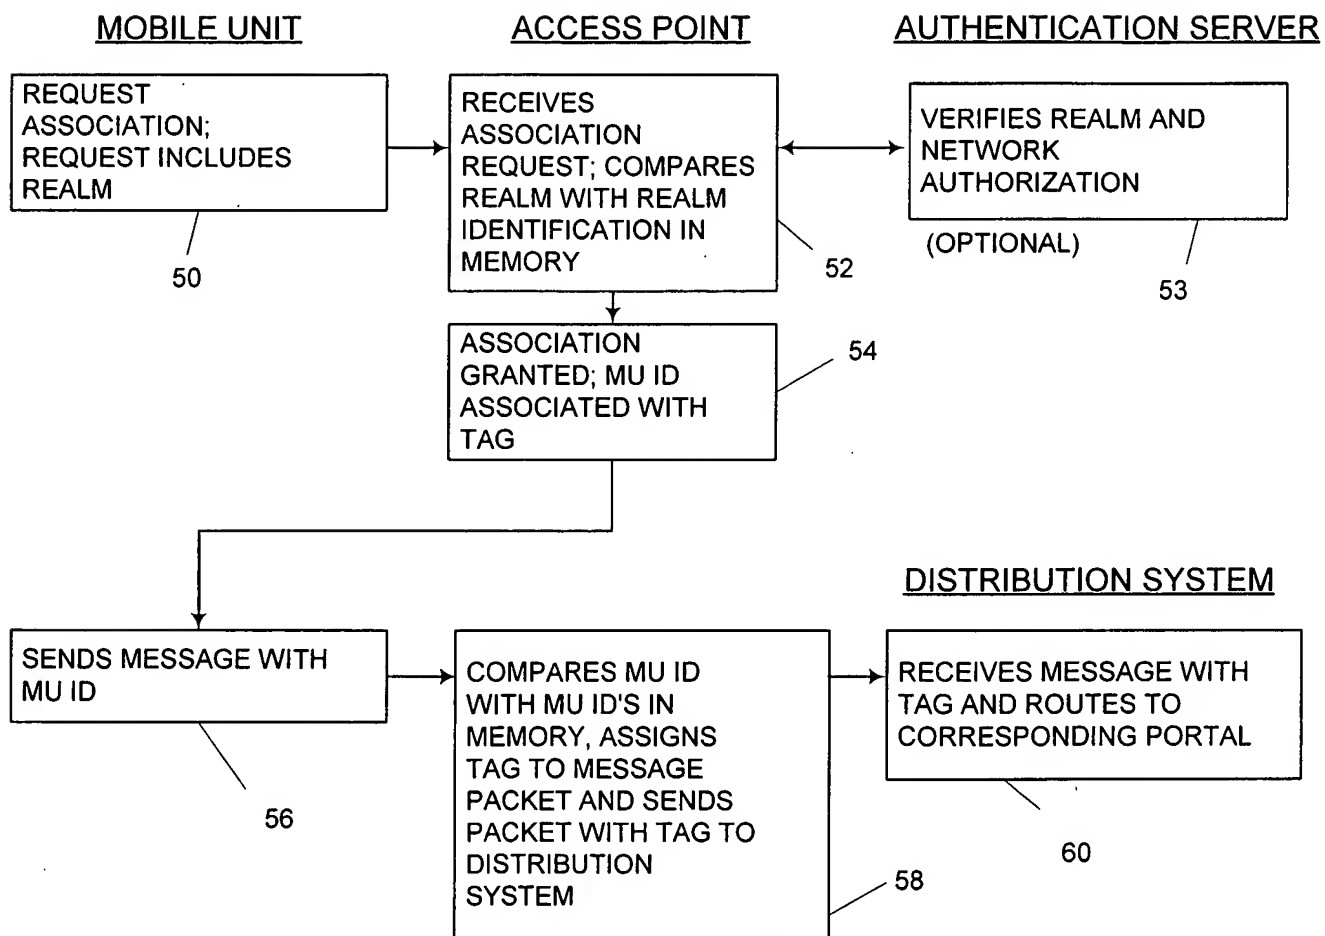 MOBILE UNIT
ACCESS POINT
AUTHENTICATION SERVER
REQUEST
ASSOCIATION;
REQUEST INCLUDES
REALM
50
RECEIVES
ASSOCIATION
REQUEST; COMPARES
REALM WITH REALM
IDENTIFICATION IN
MEMORY
52
VERIFIES REALM AND
NETWORK
AUTHORIZATION
(OPTIONAL)
53
ASSOCIATION
GRANTED; MU ID
ASSOCIATED WITH
TAG
54
DISTRIBUTION SYSTEM
SENDS MESSAGE WITH
MU ID
56
COMPARES MU ID
WITH MU ID'S IN
MEMORY, ASSIGNS
TAG TO MESSAGE
PACKET AND SENDS
PACKET WITH TAG TO
DISTRIBUTION
SYSTEM
58
RECEIVES MESSAGE WITH
TAG AND ROUTES TO
CORRESPONDING PORTAL
60